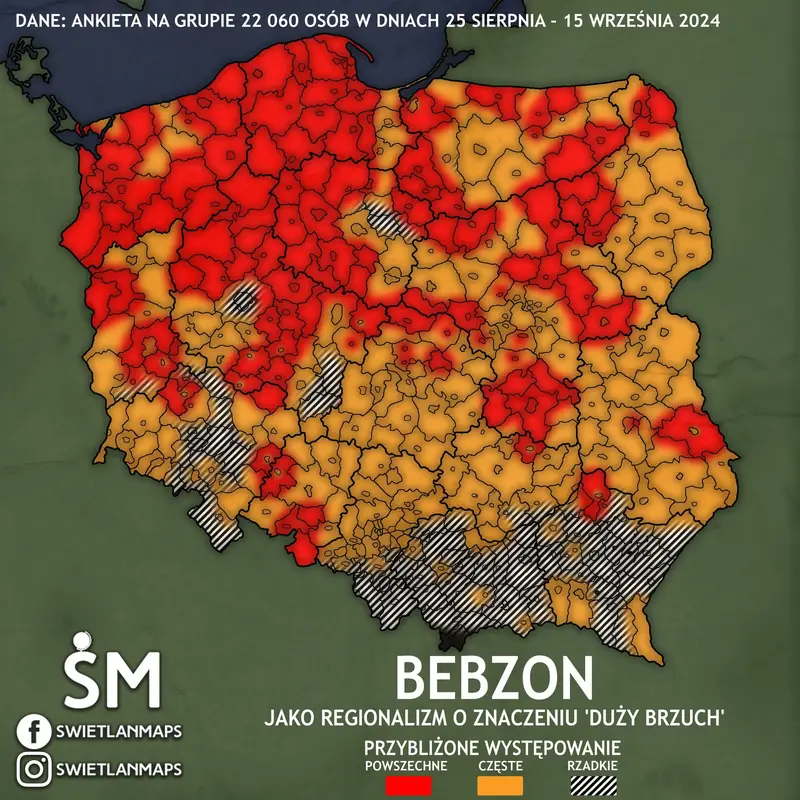 DANE: ANKIETA NA GRUPIE 22 060 OSÓB W DNIACH 25 SIERPNIA - 15 WRZEŚNIA 2024
ŚM
SWIETLANMAPS
SWIETLANMAPS
BEBZON
JAKO REGIONALIZM O ZNACZENIU 'DUŻY BRZUCH'
PRZYBLIŻONE WYSTĘPOWANIE
POWSZECHNE CZĘSTE RZADKIE